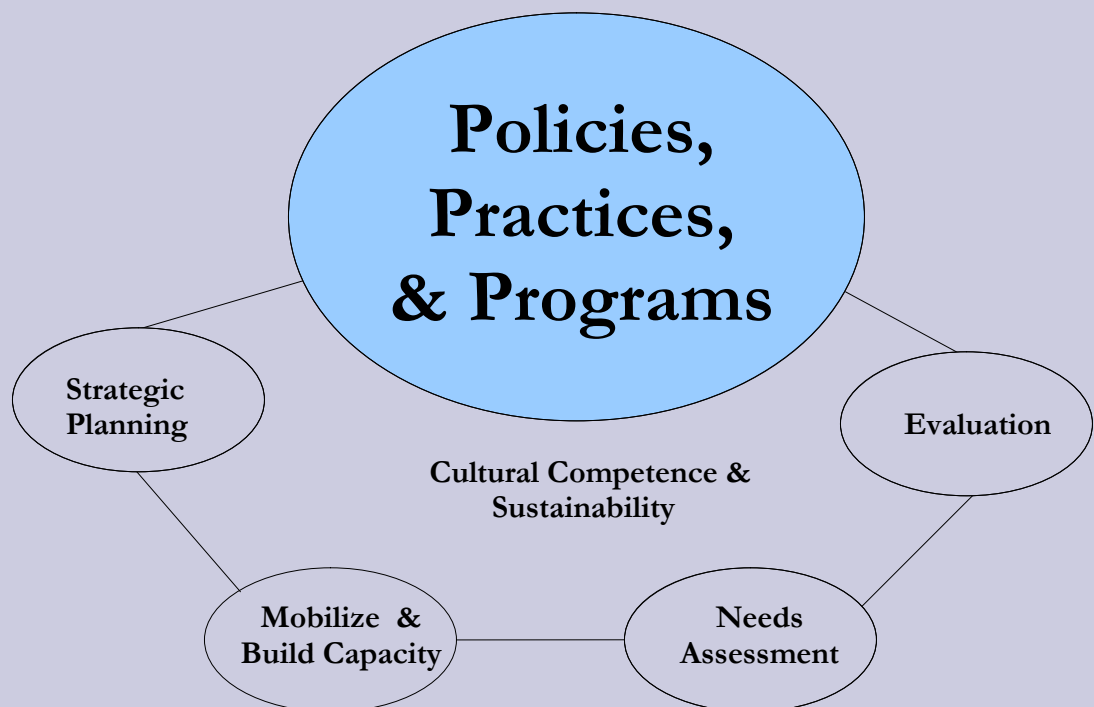 Policies,
Practices,
& Programs
Strategic
Planning
Evaluation
Cultural Competence &
Sustainability
Mobilize &
Build Capacity
Needs
Assessment